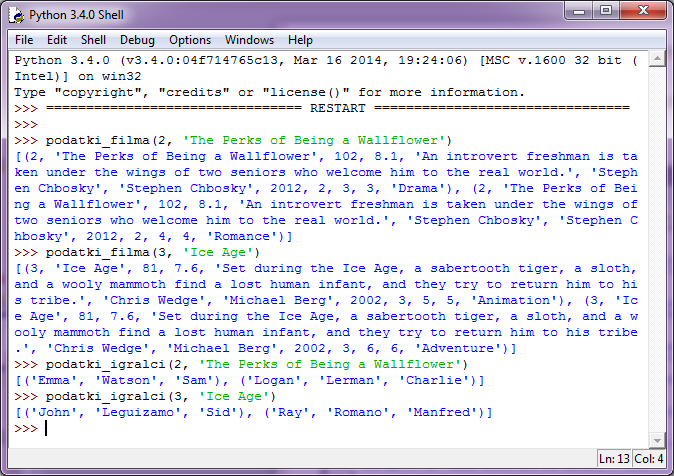 Python 3.4.0 Shell
File Edit Shell Debug Options Windows Help
Python 3.4.0 (v3.4.0:04f714765c13, Mar 16 2014, 19:24:06) [MSC v.1600 32 bit (
Intel)] on win32
Type "copyright", "credits" or "license()" for more information.
>>> ================================ RESTART ================================
>>>
>>> podatki_filma(2, 'The Perks of Being a Wallflower')
[(2, 'The Perks of Being a Wallflower', 102, 8.1, 'An introvert freshman is ta
ken under the wings of two seniors who welcome him to the real world.', 'Steph
en Chbosky', 'Stephen Chbosky', 2012, 2, 3, 3, 'Drama'), (2, 'The Perks of Bei
ng a Wallflower', 102, 8.1, 'An introvert freshman is taken under the wings of
two seniors who welcome him to the real world.', 'Stephen Chbosky', 'Stephen C
hbosky', 2012, 2, 4, 4, 'Romance')]
>>> podatki_filma(3, 'Ice Age')
[(3, 'Ice Age', 81, 7.6, 'Set during the Ice Age, a sabertooth tiger, a sloth,
and a wooly mammoth find a lost human infant, and they try to return him to hi
s tribe.', 'Chris Wedge', 'Michael Berg', 2002, 3, 5, 5, 'Animation'), (3, 'Ic
e Age', 81, 7.6, 'Set during the Ice Age, a sabertooth tiger, a sloth, and a w
ooly mammoth find a lost human infant, and they try to return him to his tribe
.', 'Chris Wedge', 'Michael Berg', 2002, 3, 6, 6, 'Adventure')]
>>> podatki_igralci(2, 'The Perks of Being a Wallflower')
[('Emma', 'Watson', 'Sam'), ('Logan', 'Lerman', 'Charlie')]
>>> podatki_igralci(3, 'Ice Age')
[('John', 'Leguizamo', 'Sid'), ('Ray', 'Romano', 'Manfred')]
>>>
Ln: 13 Col: 4